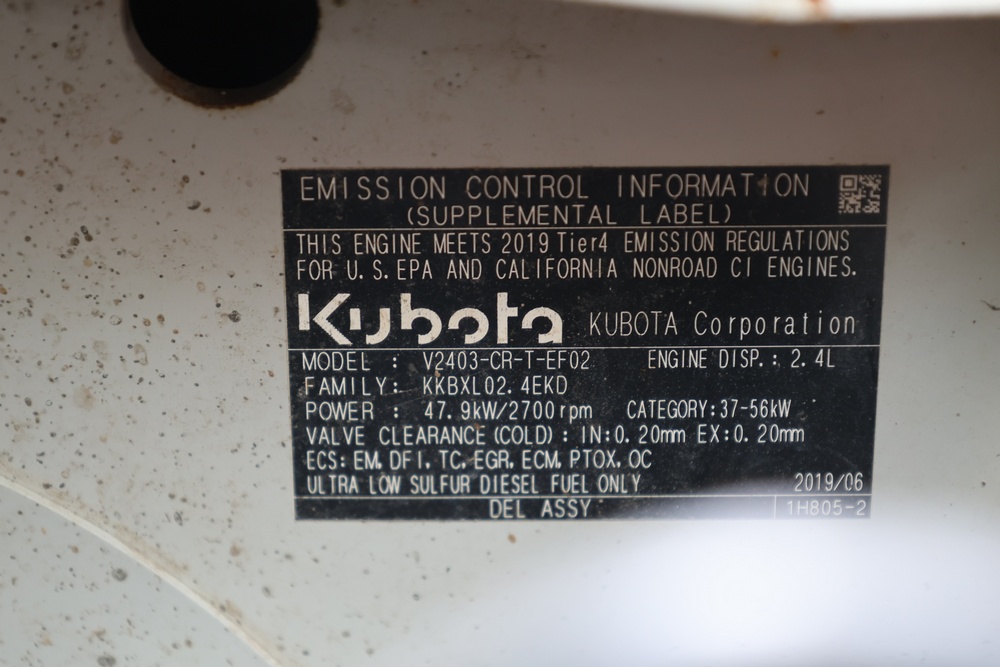 EMISSION CONTROL INFORMATION
(SUPPLEMENTAL LABEL)
THIS ENGINE MEETS 2019 Tier4 EMISSION REGULATIONS
FOR U.S.EPA AND CALIFORNIA NONROAD CI ENGINES.
Kubota KUBOTA Corporation
MODEL : V2403-CR-T-EF02 ENGINE DISP.: 2.4L
FAMILY: KKBXL02.4EKD
POWER : 47.9kW/2700rpm CATEGORY:37-56kW
VALVE CLEARANCE(COLD): IN:0.20mm EX:0.20mm
ECS: EM, DFI, TC, EGR, ECM, PTOX, OC
ULTRA LOW SULFUR DIESEL FUEL ONLY 2019/06
DEL ASSY 1H805-2